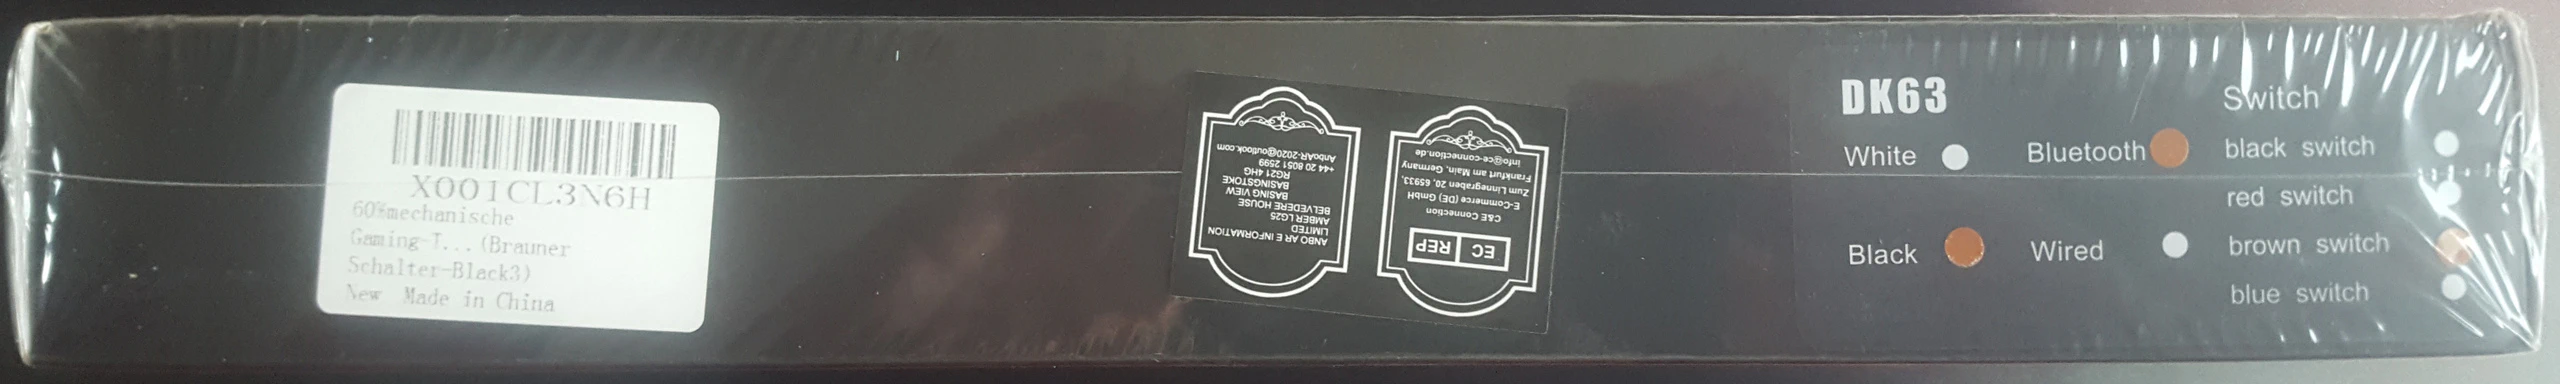 X001CL3N6H
60%mechanische
Gaming-T...(Brauner
Schalter-Black3)
New Made in China
ANBO AR E INFORMATION
LIMITED
AMBER LG25
BELVEDERE HOUSE
BASING VIEW
BASINGSTOKE
RG21 4HG
+44 20 8051 2599
AnboAR-2020@outlook.com
EC REP
C&E Connection
E-Commerce (DE) GmbH
Zum Linnegraben 20, 65933,
Frankfurt am Main, Germany
info@ce-connection.de
DK63
White
Bluetooth
Black
Wired
Switch
black switch
red switch
brown switch
blue switch